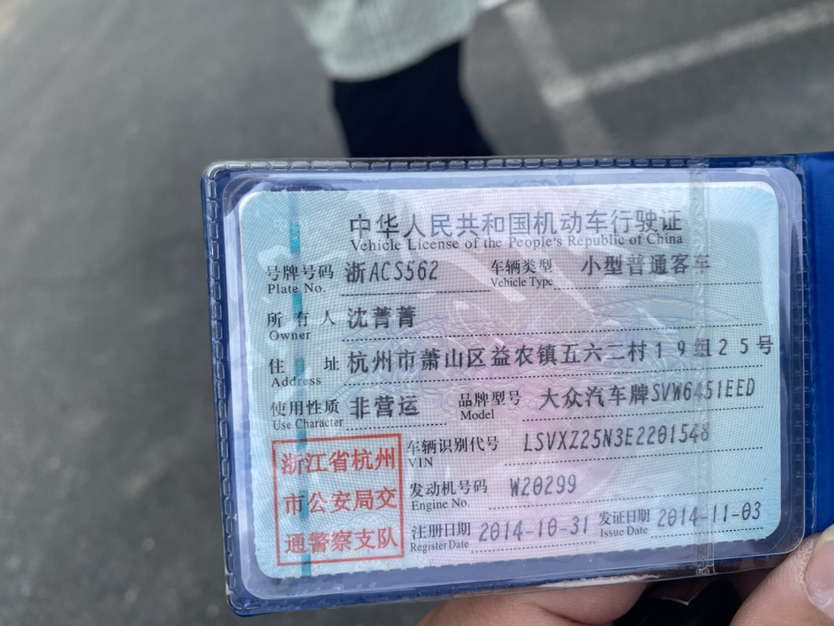 中华人民共和国机动车行驶证
Vehicle License of the People's Republic of China
号牌号码 浙ACS562 车辆类型 小型普通客车
Plate No. Vehicle Type
所有人 沈菁菁
Owner
住址 杭州市萧山区益农镇五六二村19组25号
Address
使用性质 非营运 品牌型号 大众汽车牌SVW6451EED
Use Character Model
车辆识别代号 LSVXZ25N3E2201548
VIN
发动机号码 W20299
Engine No.
注册日期 2014-10-31 发证日期 2014-11-03
Register Date Issue Date
浙江省杭州
市公安局交
通警察支队